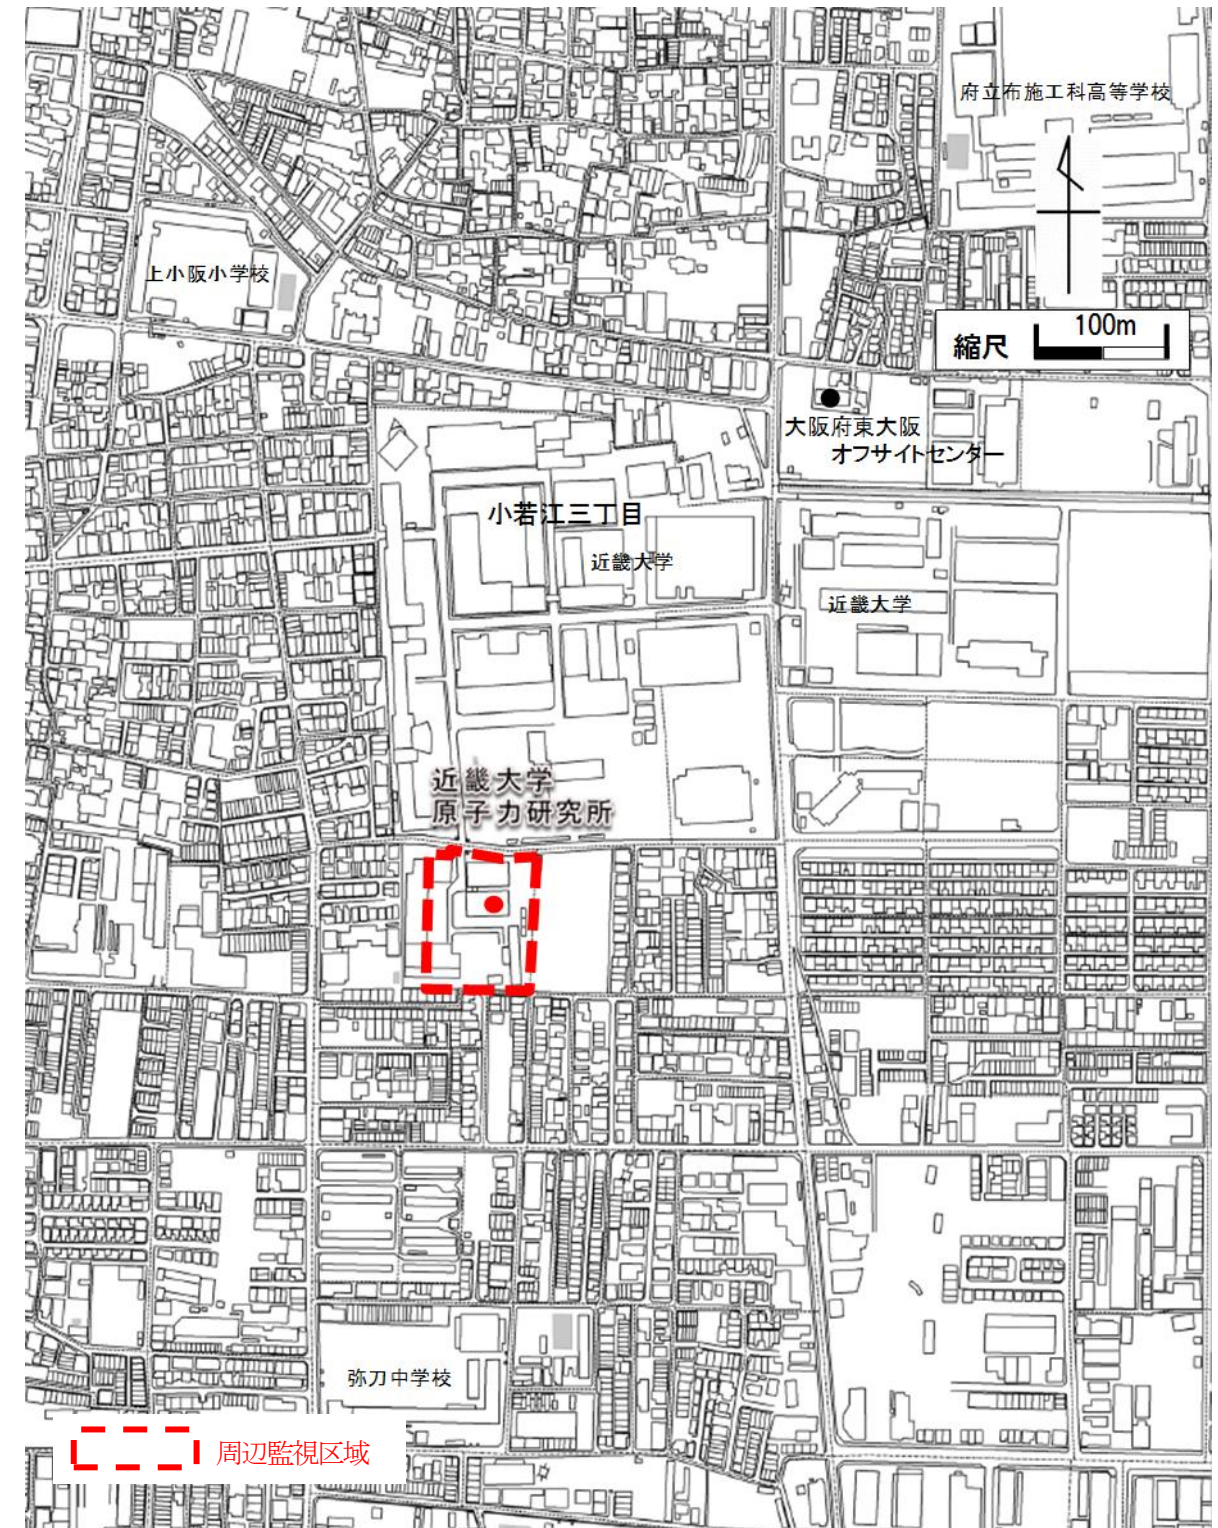 府立布施工科高等学校
上小阪小学校
縮尺
100m
大阪府東大阪
オフサイトセンター
小若江三丁目
近畿大学
近畿大学
近畿大学
原子力研究所
弥刀中学校
周辺監視区域